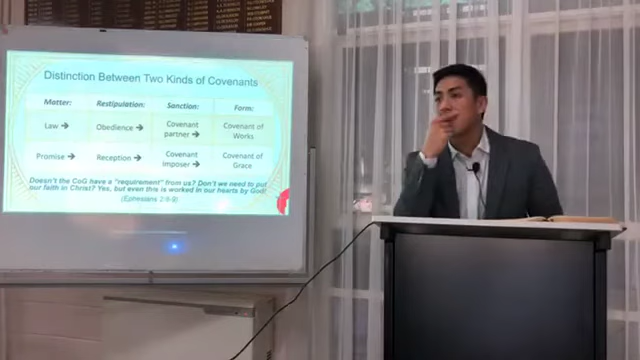 Distinction Between Two Kinds of Covenants
Matter: Restipulation: Sanction: Form:
Law → Obedience → Covenant partner → Covenant of Works
Promise → Reception → Covenant imposer → Covenant of Grace
Doesn't the CoG have a "requirement" from us? Don't we need to put
our faith in Christ? Yes, but even this is worked in our hearts by God!
(Ephesians 2:8-9)